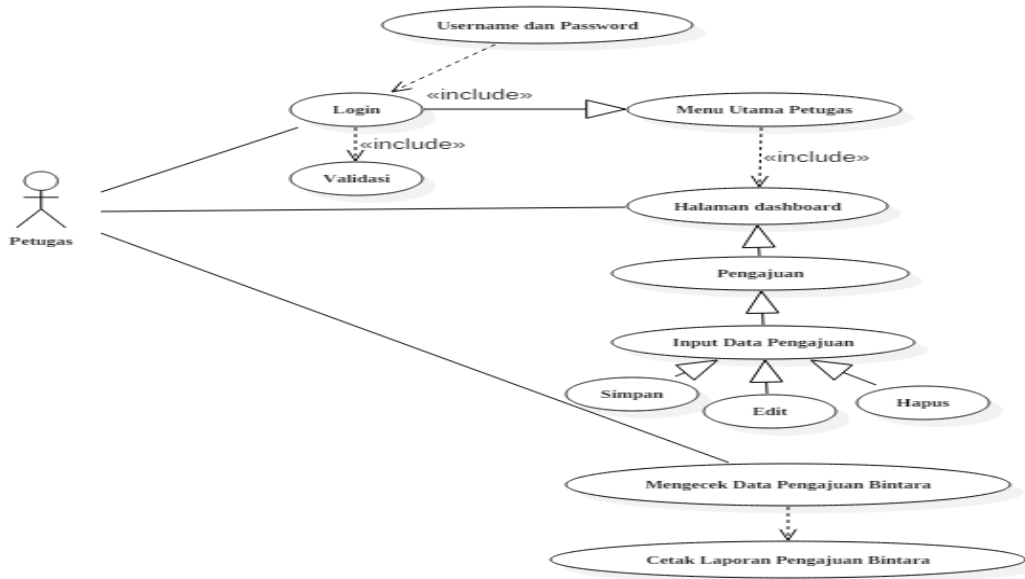 Username dan Password
Login
«include»
Menu Utama Petugas
«include»
«include»
Validasi
Halaman dashboard
Petugas
Pengajuan
Input Data Pengajuan
Simpan
Edit
Hapus
Mengecek Data Pengajuan Bintara
Cetak Laporan Pengajuan Bintara